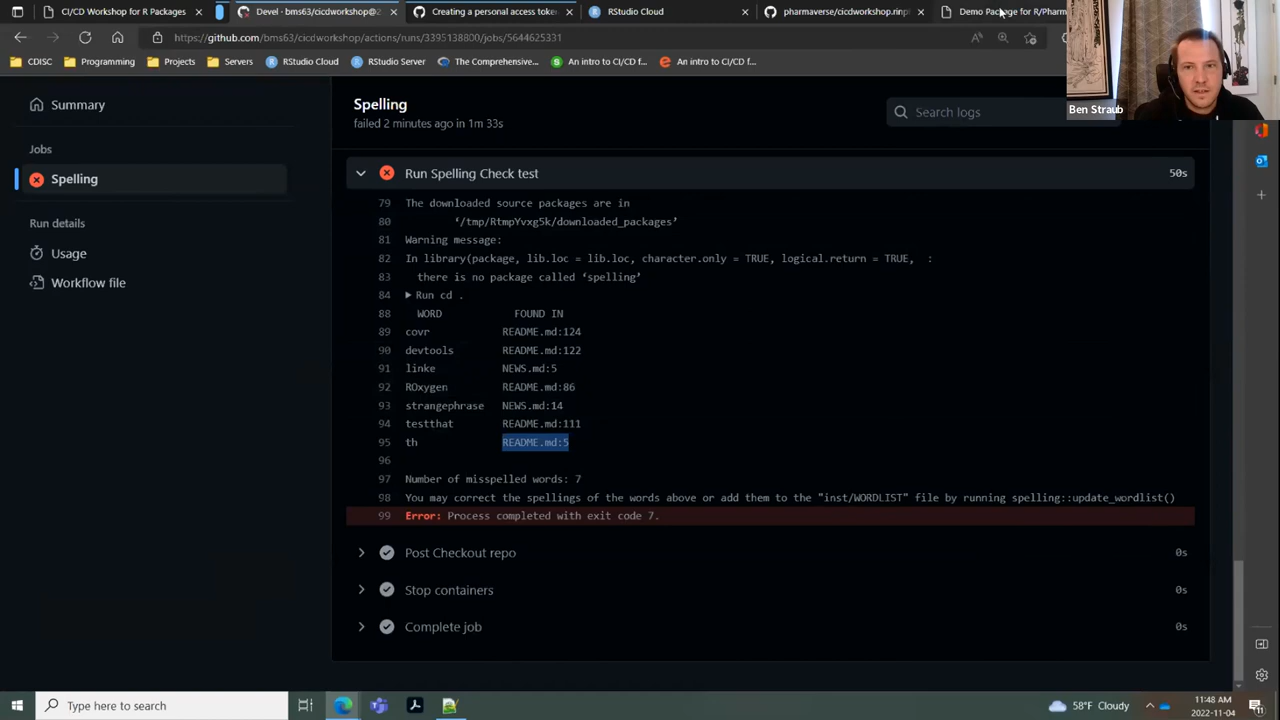 CI/CD Workshop for R Packages
Devel · bms63/cicdworkshop@2
Creating a personal access token
RStudio Cloud
pharmaverse/cicdworkshop.rinp
Demo Package for R/Pharm
https://github.com/bms63/cicdworkshop/actions/runs/3395138800/jobs/5644625331
CDISC
Programming
Projects
Servers
RStudio Cloud
RStudio Server
The Comprehensive...
An intro to CI/CD f...
An intro to CI/CD f...
Ben Straub
Summary
Jobs
Spelling
Run details
Usage
Workflow file
Spelling
failed 2 minutes ago in 1m 33s
Search logs
Run Spelling Check test
50s
79 The downloaded source packages are in
80 ‘/tmp/RtmpYvxg5k/downloaded_packages’
81 Warning message:
82 In library(package, lib.loc = lib.loc, character.only = TRUE, logical.return = TRUE, :
83 there is no package called ‘spelling’
84 Run cd .
88 WORD FOUND IN
89 covr README.md:124
90 devtools README.md:122
91 linke NEWS.md:5
92 ROxygen README.md:86
93 strangephrase NEWS.md:14
94 testthat README.md:111
95 th README.md:5
96
97 Number of misspelled words: 7
98 You may correct the spellings of the words above or add them to the "inst/WORDLIST" file by running spelling::update_wordlist()
99 Error: Process completed with exit code 7.
Post Checkout repo 0s
Stop containers 0s
Complete job 0s
Type here to search
58°F Cloudy
11:48 AM
2022-11-04
11